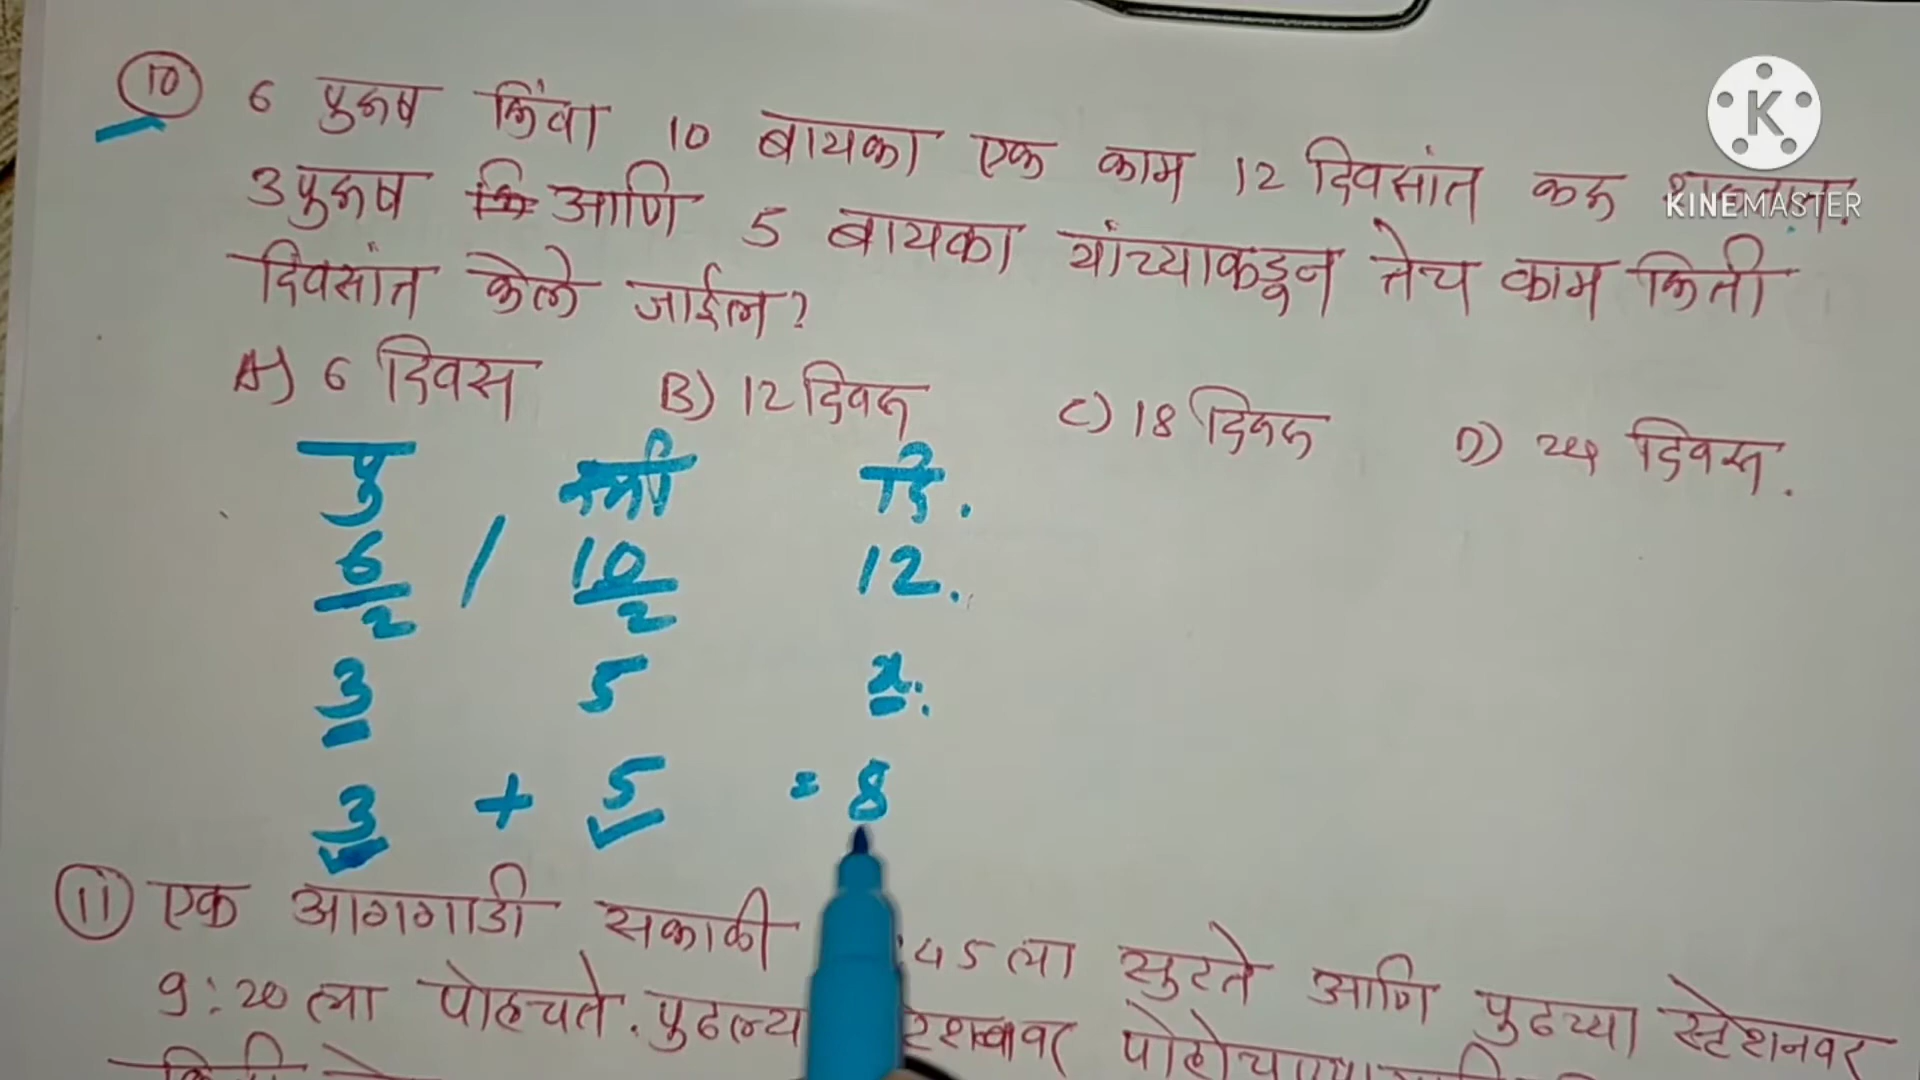 10 6 पुरूष किंवा 10 बायका एक काम 12 दिवसांत करू
3 पुरूष कि आणि 5 बायका यांच्याकडून तेच काम किती
दिवसांत केले जाईल?
A) 6 दिवस B) 12 दिवस C) 18 दिवस D) 24 दिवस.
पु स्त्री दि.
6/2 / 10/2 12.
3 5 x.
3 + 5 = 8
11 एक आगगाडी सकाळी :45 ला सुटते आणि पुढच्या स्टेशनवर
9:20 ला पोहचते. पुढल्या
K
KINEMASTER